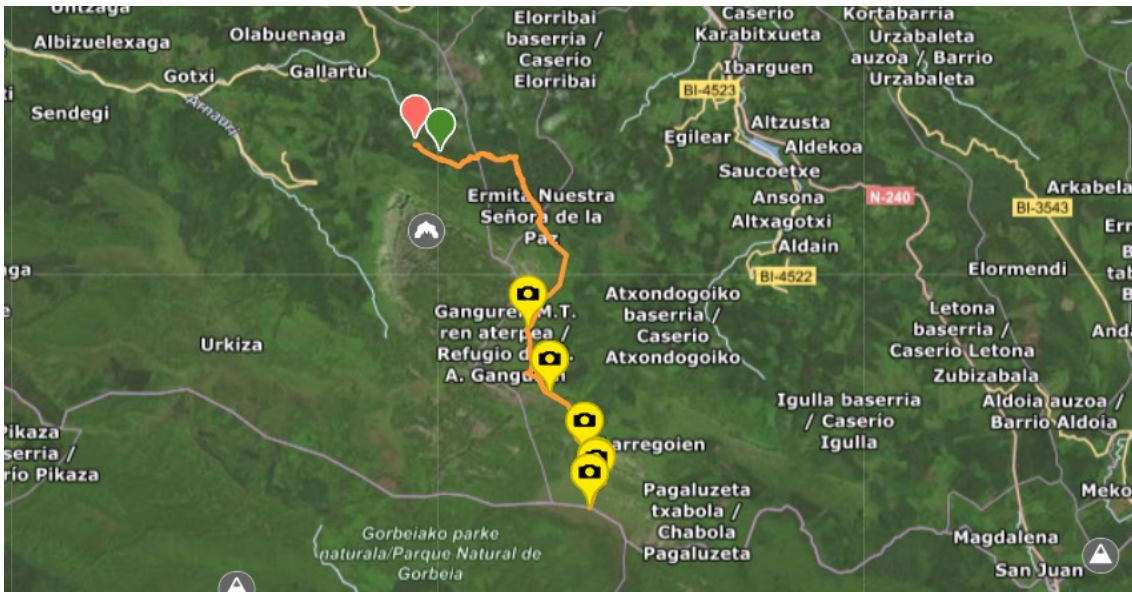 Untzaga
Albizuelexaga
Olabuenaga
Gotxi
Gallartu
Sendegi
Arnauri
Elorribai
baserria /
Caserio
Elorribai
Caserio
Karabitxueta
Ibarguen
BI-4523
Altzusta
Egilear
Aldekoa
Saucoetxe
Ansona
Altxagotxi
Aldain
BI-4522
N-240
Kortabarria
Urzabaleta
auzoa / Barrio
Urzabaleta
Arkabela
BI-3543
Elormendi
Ermita Nuestra
Señora de la
Paz
Urkiza
Atxondogoiko
baserria /
Caserio
Atxondogoiko
Letona
baserria /
Caserío Letona
Zubizabala
Aldoia auzoa /
Barrio Aldoia
Igulla baserria
/ Caserío
Igulla
Pagaluzeta
txabola /
Chabola
Pagaluzeta
Magdalena
San Juan
Pikaza
Pikaza
Gorbeiako parke
naturala/Parque Natural de
Gorbeia